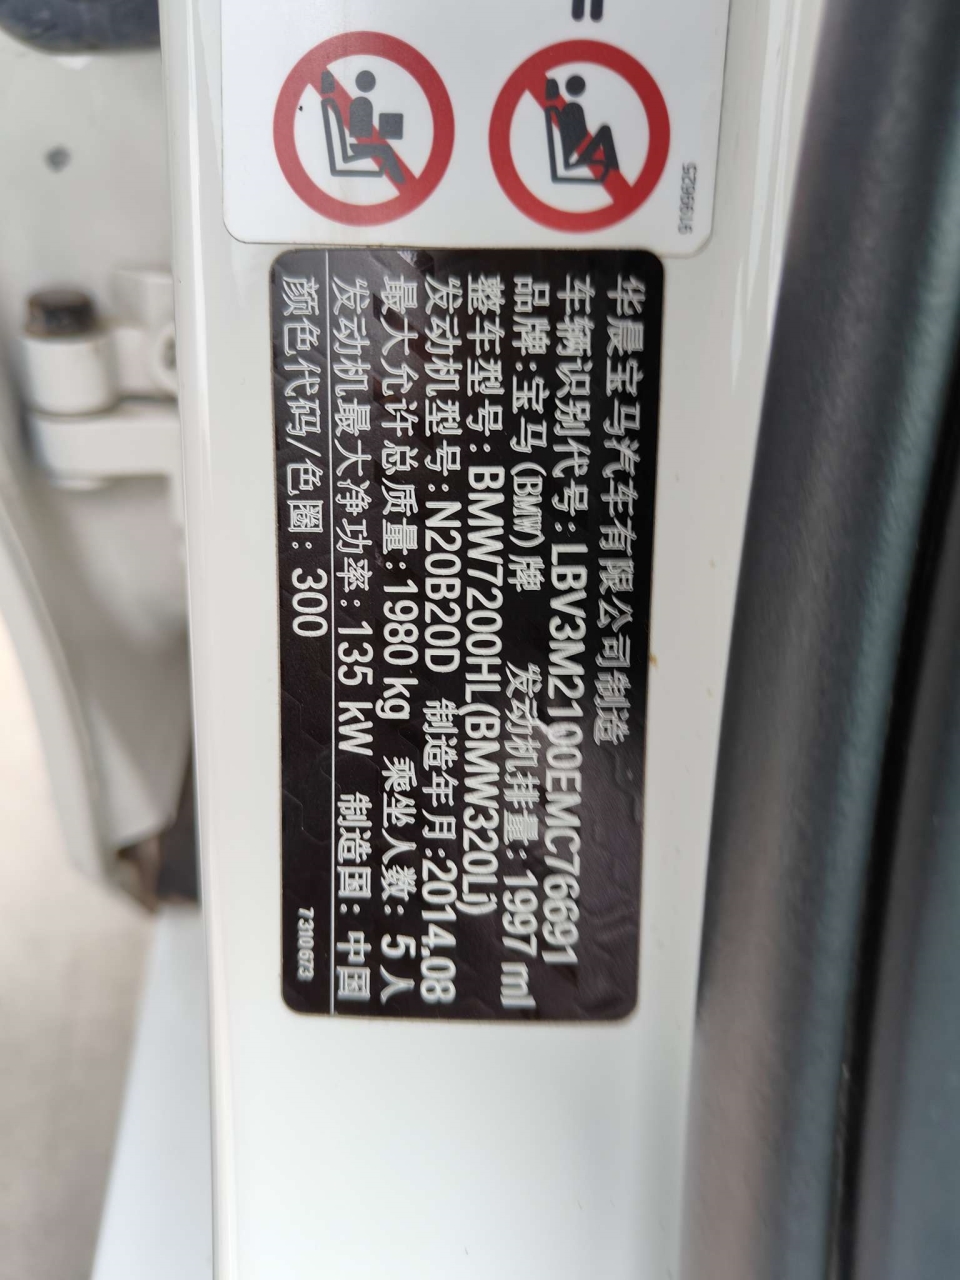 9199625
华晨宝马汽车有限公司制造
车辆识别代号:LBV3M2100EMC76691
品牌:宝马(BMW)牌 发动机排量:1997 ml
整车型号:BMW7200HL(BMW320Li)
发动机型号:N20B20D 制造年月:2014.08
最大允许总质量:1980 kg 乘坐人数:5人
发动机最大净功率:135 kW 制造国:中国
颜色代码/色圈:300
7310673